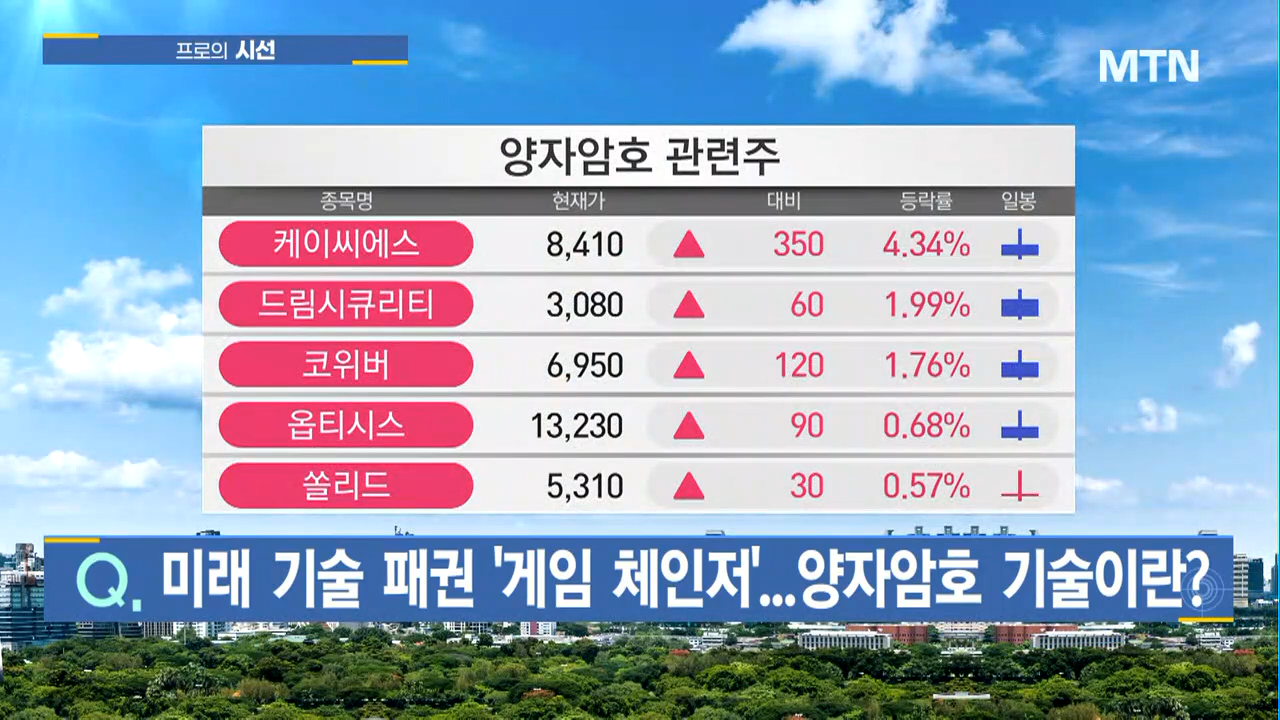 프로의 시선
MTN
양자암호 관련주
종목명 현재가 대비 등락률 일봉
케이씨에스 8,410 ▲ 350 4.34%
드림시큐리티 3,080 ▲ 60 1.99%
코위버 6,950 ▲ 120 1.76%
옵티시스 13,230 ▲ 90 0.68%
쏠리드 5,310 ▲ 30 0.57%
Q. 미래 기술 패권 '게임 체인저'...양자암호 기술이란?